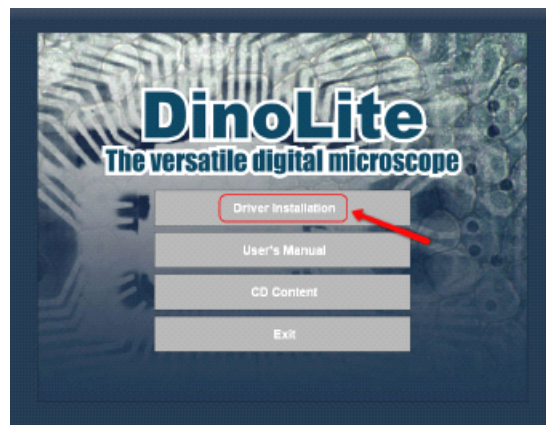 DinoLite
The versatile digital microscope
Driver Installation
User's Manual
CD Content
Exit